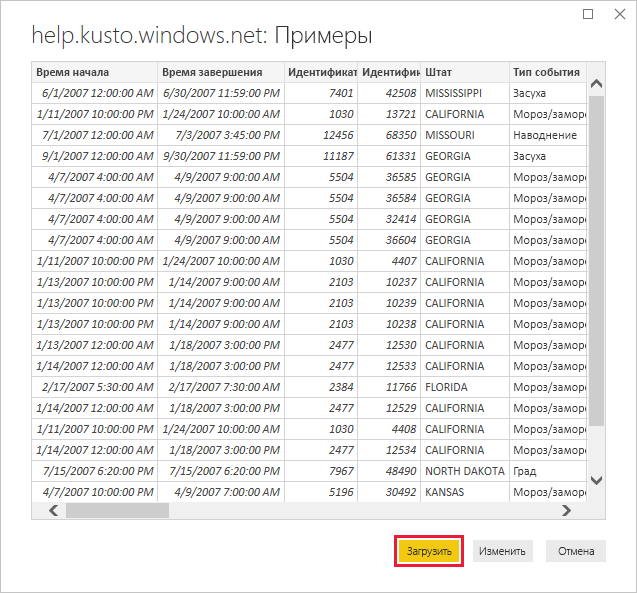 help.kusto.windows.net: Примеры
Время начала Время завершения Идентификат Идентифик Штат Тип события
6/1/2007 12:00:00 AM 6/30/2007 11:59:00 PM 7401 42508 MISSISSIPPI Засуха
1/11/2007 10:00:00 PM 1/24/2007 10:00:00 AM 1030 13721 CALIFORNIA Мороз/замор
7/1/2007 12:00:00 AM 7/3/2007 3:45:00 PM 12456 68350 MISSOURI Наводнение
9/1/2007 12:00:00 AM 9/30/2007 11:59:00 PM 11187 61331 GEORGIA Засуха
4/7/2007 4:00:00 AM 4/9/2007 9:00:00 AM 5504 36585 GEORGIA Мороз/замор
4/7/2007 4:00:00 AM 4/9/2007 9:00:00 AM 5504 36584 GEORGIA Мороз/замор
4/7/2007 4:00:00 AM 4/9/2007 9:00:00 AM 5504 32414 GEORGIA Мороз/замор
4/7/2007 4:00:00 AM 4/9/2007 9:00:00 AM 5504 36604 GEORGIA Мороз/замор
1/11/2007 10:00:00 PM 1/24/2007 10:00:00 AM 1030 4407 CALIFORNIA Мороз/замор
1/13/2007 10:00:00 PM 1/14/2007 9:00:00 AM 2103 10237 CALIFORNIA Мороз/замор
1/13/2007 10:00:00 PM 1/14/2007 9:00:00 AM 2103 10239 CALIFORNIA Мороз/замор
1/13/2007 10:00:00 PM 1/14/2007 9:00:00 AM 2103 10238 CALIFORNIA Мороз/замор
1/13/2007 12:00:00 AM 1/18/2007 3:00:00 PM 2477 12530 CALIFORNIA Мороз/замор
1/14/2007 12:00:00 AM 1/18/2007 3:00:00 PM 2477 12533 CALIFORNIA Мороз/замор
2/17/2007 5:30:00 AM 2/17/2007 7:30:00 AM 2384 11766 FLORIDA Мороз/замор
1/14/2007 12:00:00 AM 1/18/2007 3:00:00 PM 2477 12529 CALIFORNIA Мороз/замор
1/11/2007 10:00:00 PM 1/24/2007 10:00:00 AM 1030 4408 CALIFORNIA Мороз/замор
1/14/2007 12:00:00 AM 1/18/2007 3:00:00 PM 2477 12534 CALIFORNIA Мороз/замор
7/15/2007 6:20:00 PM 7/15/2007 6:20:00 PM 7967 48490 NORTH DAKOTA Град
4/7/2007 10:00:00 PM 4/9/2007 7:00:00 AM 5196 30492 KANSAS Мороз/замор
Загрузить Изменить Отмена